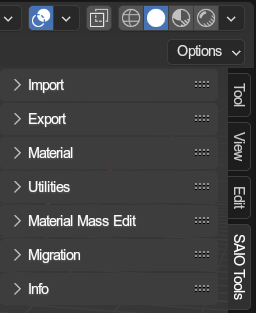 Options
Import
Export
Material
Utilities
Material Mass Edit
Migration
Info
Tool
View
Edit
SAIO Tools